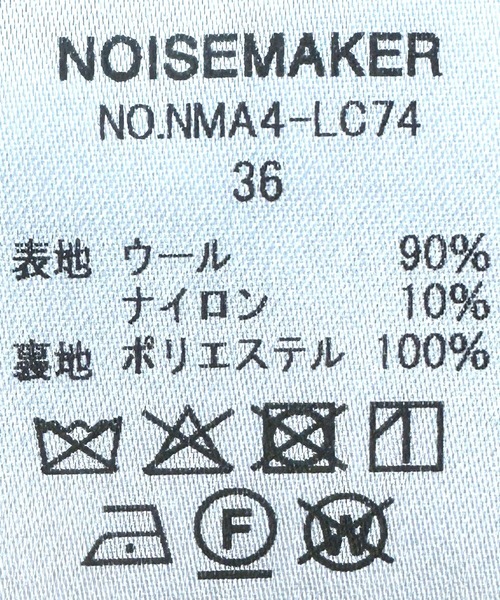 NOISEMAKER
NO.NMA4-LC74
36
表地 ウール 90%
ナイロン 10%
裏地 ポリエステル 100%
F W